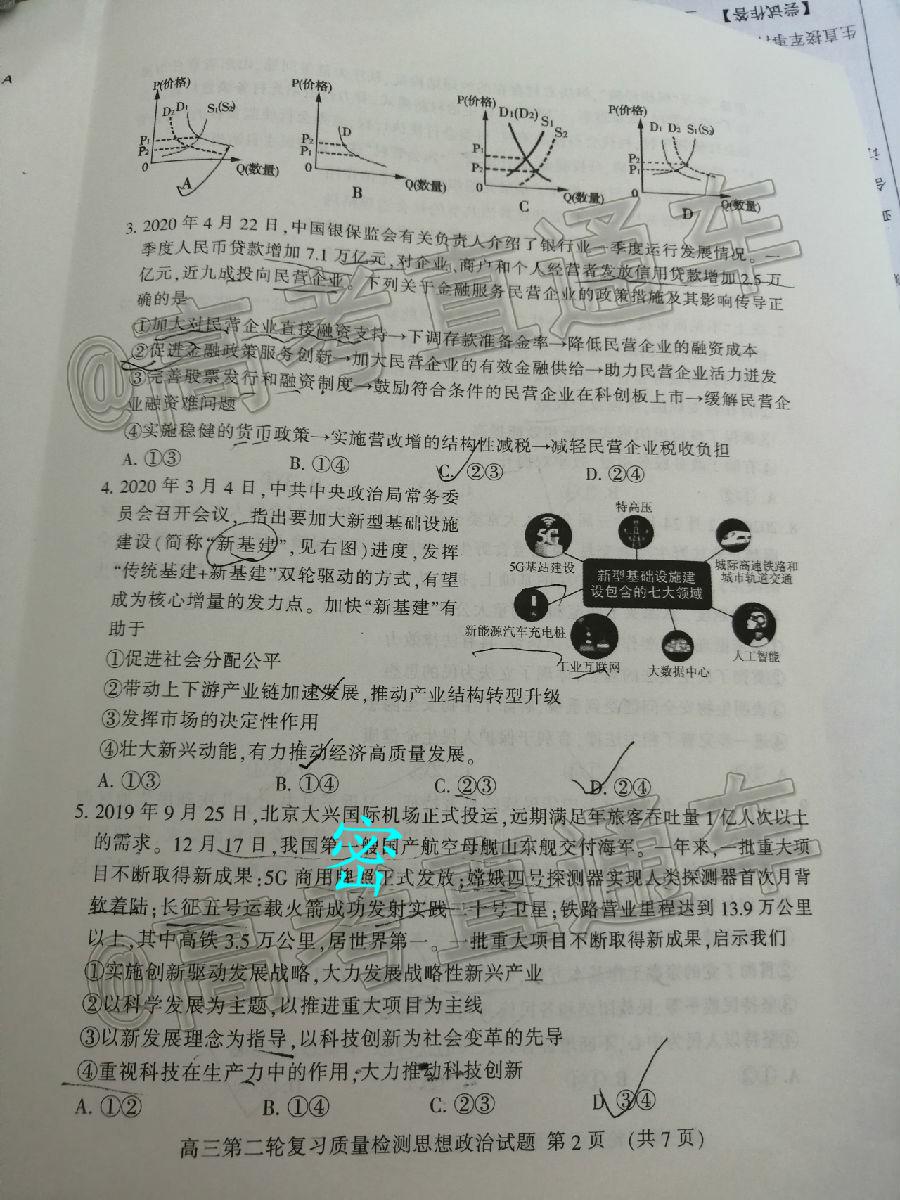 【尝试作答】
生直接军事
A
P(价格) P(价格) P(价格) P(价格)
D₂ D₁ S₁(S₂) D D₁(D₂) S₁ S₂ D₁ D₂ S₁(S₂)
P₁ P₂ P₁ P₂
P₂ P₁ P₂ P₁
0 Q(数量) 0 Q(数量) 0 Q(数量) 0 Q(数量)
A B C D
3. 2020年4月22日,中国银保监会有关负责人介绍了银行业一季度运行发展情况。一
季度人民币贷款增加7.1万亿元,对企业、商户和个人经营者发放信用贷款增加2.5万
亿元,近九成投向民营企业。下列关于金融服务民营企业的政策措施及其影响传导正
确的是
①加大对民营企业直接融资支持→下调存款准备金率→降低民营企业的融资成本
②促进金融政策服务创新→加大民营企业的有效金融供给→助力民营企业活力迸发
③完善股票发行和融资制度→鼓励符合条件的民营企业在科创板上市→缓解民营企
业融资难问题
④实施稳健的货币政策→实施营改增的结构性减税→减轻民营企业税收负担
A. ①③ B. ①④ C. ②③ D. ②④
4. 2020年3月4日,中共中央政治局常务委
员会召开会议,指出要加大新型基础设施
建设(简称“新基建”,见右图)进度,发挥
“传统基建+新基建”双轮驱动的方式,有望
成为核心增量的发力点。加快“新基建”有
助于
特高压
5G
5G基站建设
城际高速铁路和
城市轨道交通
新型基础设施建
设包含的七大领域
新能源汽车充电桩
工业互联网
大数据中心
人工智能
①促进社会分配公平
②带动上下游产业链加速发展,推动产业结构转型升级
③发挥市场的决定性作用
④壮大新兴动能,有力推动经济高质量发展。
A. ①③ B. ①④ C. ②③ D. ②④
5. 2019年9月25日,北京大兴国际机场正式投运,远期满足年旅客吞吐量1亿人次以上
的需求。12月17日,我国第一艘国产航空母舰山东舰交付海军。一年来,一批重大项
目不断取得新成果:5G商用牌照正式发放;嫦娥四号探测器实现人类探测器首次月背
软着陆;长征五号运载火箭成功发射实践二十号卫星;铁路营业里程达到13.9万公里
以上,其中高铁3.5万公里,居世界第一。一批重大项目不断取得新成果,启示我们
①实施创新驱动发展战略,大力发展战略性新兴产业
②以科学发展为主题,以推进重大项目为主线
③以新发展理念为指导,以科技创新为社会变革的先导
④重视科技在生产力中的作用,大力推动科技创新
A. ①② B. ①④ C. ②③ D. ③④
高三第二轮复习质量检测思想政治试题 第2页 (共7页)
@高考直通车
@高考直通车
密